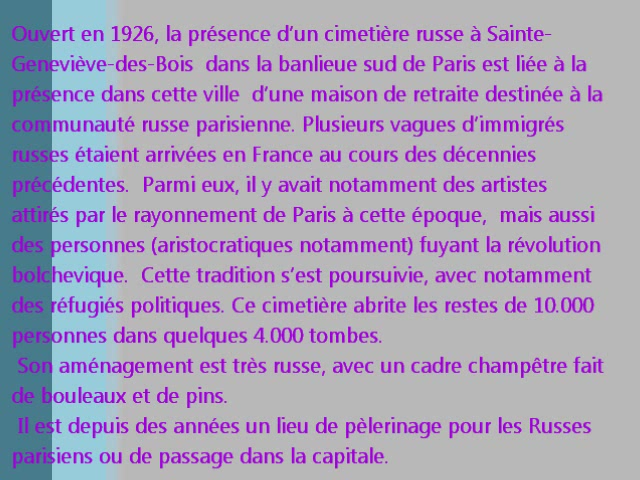 Ouvert en 1926, la présence d’un cimetière russe à Sainte-
Geneviève-des-Bois  dans la banlieue sud de Paris est liée à la
présence dans cette ville  d’une maison de retraite destinée à la
communauté russe parisienne. Plusieurs vagues d’immigrés
russes étaient arrivées en France au cours des décennies
précédentes.  Parmi eux, il y avait notamment des artistes
attirés par le rayonnement de Paris à cette époque,  mais aussi
des personnes (aristocratiques notamment) fuyant la révolution
bolchevique.  Cette tradition s’est poursuivie, avec notamment
des réfugiés politiques. Ce cimetière abrite les restes de 10.000
personnes dans quelques 4.000 tombes.
Son aménagement est très russe, avec un cadre champêtre fait
de bouleaux et de pins.
Il est depuis des années un lieu de pèlerinage pour les Russes
parisiens ou de passage dans la capitale.